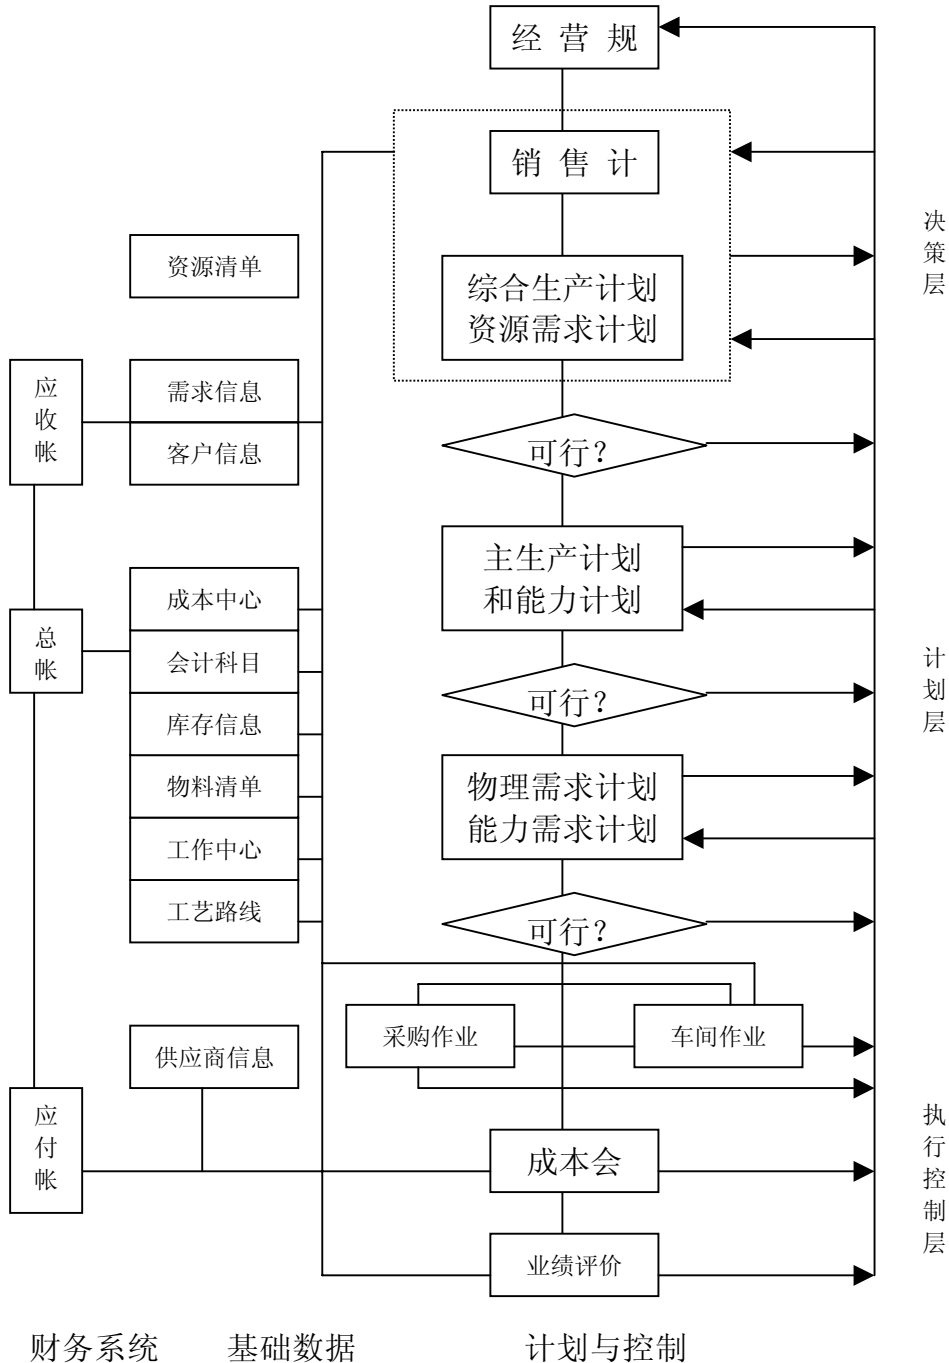 经营规
销售计
综合生产计划
资源需求计划
决策层
资源清单
应收帐
需求信息
客户信息
可行？
主生产计划
和能力计划
成本中心
总帐
会计科目
计划层
库存信息
可行？
物料清单
物理需求计划
能力需求计划
工作中心
工艺路线
可行？
采购作业
车间作业
供应商信息
应付帐
执行控制层
成本会
业绩评价
财务系统
基础数据
计划与控制